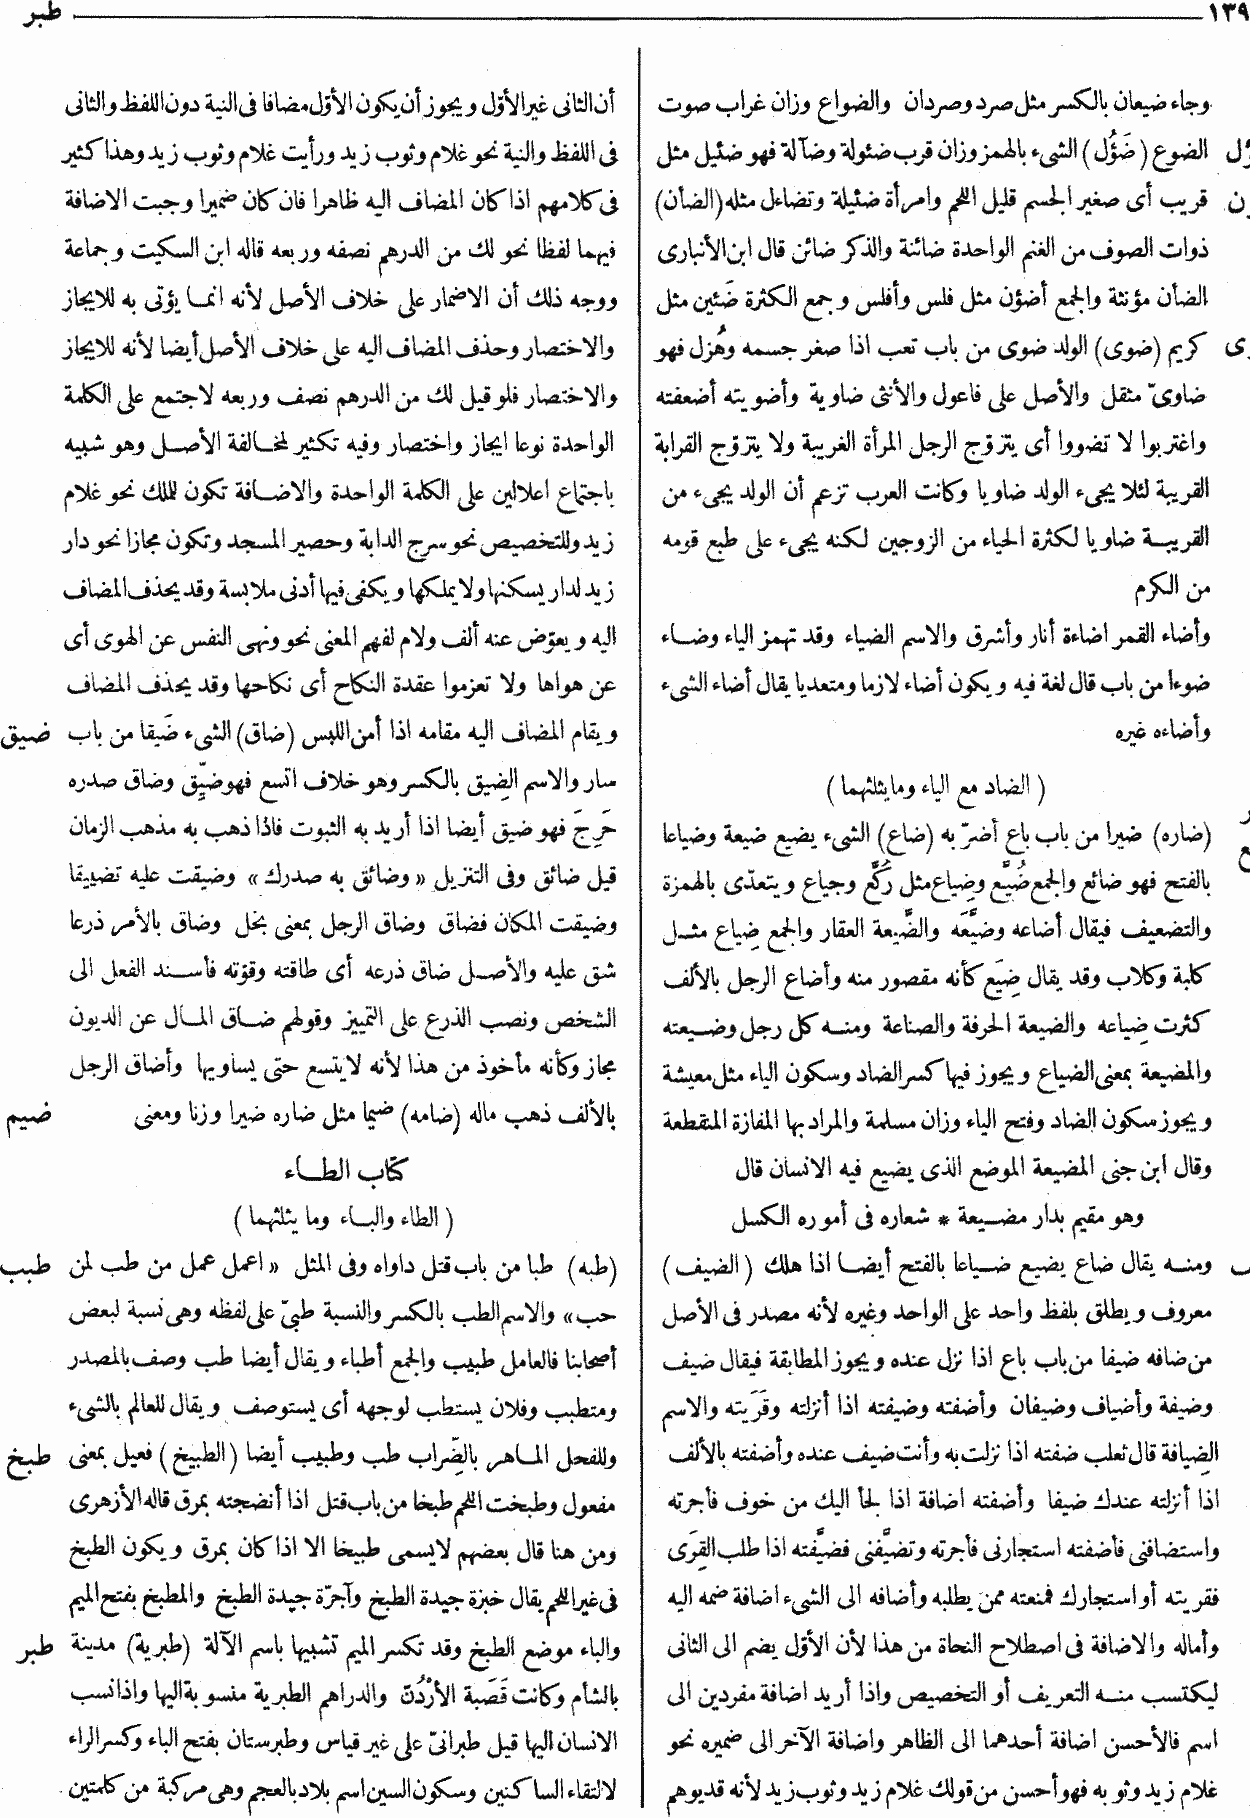 ١٣٩
طبر
وجاء ضيعان بالكسر مثل صرد وصردان والضواع وزان غراب صوت
الضوع (ضَؤُل) الشىء بالهمز وزان قرب ضئولة وضآلة فهو ضئيل مثل
قريب أى صغير الجسم قليل اللحم وامرأة ضئيلة وتضاءل مثله (الضأن)
ذوات الصوف من الغنم الواحدة ضائنة والذكر ضائن قال ابن الأنبارى
الضأن مؤنثة والجمع أضؤن مثل فلس وأفلس وجمع الكثرة ضَئين مثل
كريم (ضوى) الولد ضوى من باب تعب اذا صغر جسمه وهُزل فهو
ضاوىّ مثقل والأصل على فاعول والأنثى ضاوية وأضويته أضعفته
واغتربوا لا تضووا أى يتزوّج الرجل المرأة الغريبة ولا يتزوّج القرابة
القريبة لئلا يجىء الولد ضاويا وكانت العرب تزعم أن الولد يجىء من
القريبة ضاويا لكثرة الحياء من الزوجين لكنه يجىء على طبع قومه
من الكرم
وأضاء القمر اضاءة أنار وأشرق والاسم الضياء وقد تهمز الياء وضاء
ضوءا من باب قال لغة فيه ويكون أضاء لازما ومتعديا يقال أضاء الشىء
وأضاءه غيره
(الضاد مع الياء وما يثلثهما)
(ضاره) ضيرا من باب باع أضرّ به (ضاع) الشىء يضيع ضيعة وضياعا
بالفتح فهو ضائع والجمع ضُيَّع وضِياع مثل رُكَّع وجياع ويتعدّى بالهمزة
والتضعيف فيقال أضاعه وضيَّعَه والضَّيعة العقار والجمع ضِياع مثل
كلبة وكلاب وقد يقال ضِيَع كأنه مقصور منه وأضاع الرجل بالألف
كثرت ضِياعه والضيعة الحرفة والصناعة ومنه كل رجل وضيعته
والمضيعة بمعنى الضياع ويجوز فيها كسر الضاد وسكون الياء مثل معيشة
ويجوز سكون الضاد وفتح الياء وزان مسلمة والمراد بها المفازة المنقطعة
وقال ابن جنى المضيعة الموضع الذى يضيع فيه الانسان قال
وهو مقيم بدار مضيعة * شعاره فى أموره الكسل
ومنه يقال ضاع يضيع ضياعا بالفتح أيضا اذا هلك (الضيف)
معروف ويطلق بلفظ واحد على الواحد وغيره لأنه مصدر فى الأصل
من ضافه ضيفا من باب باع اذا نزل عنده ويجوز المطابقة فيقال ضيف
وضيفة وأضياف وضيفان وأضفته وضيفته اذا أنزلته وقَرَيته والاسم
الضِيافة قال ثعلب ضفته اذا نزلت به وأنت ضيف عنده وأضفته بالألف
اذا أنزلته عندك ضيفا وأضفته اضافة اذا لجأ اليك من خوف فأجرته
واستضافنى فأضفته استجارنى فأجرته وتضيَّفنى فضيَّفته اذا طلب القِرَى
فقريته أو استجارك فمنعته ممن يطلبه وأضافه الى الشىء اضافة ضمه اليه
وأماله والاضافة فى اصطلاح النحاة من هذا لأن الأوّل يضم الى الثانى
ليكتسب منه التعريف أو التخصيص واذا أريد اضافة مفردين الى
اسم فالأحسن اضافة أحدهما الى الظاهر واضافة الآخر الى ضميره نحو
غلام زيد وثوبه فهو أحسن من قولك غلام زيد وثوب زيد لأنه قد يوهم
أن الثانى غير الأوّل ويجوز أن يكون الأوّل مضافا فى النية دون اللفظ والثانى
فى اللفظ والنية نحو غلام وثوب زيد ورأيت غلام وثوب زيد وهذا كثير
فى كلامهم اذا كان المضاف اليه ظاهرا فان كان ضميرا وجبت الاضافة
فيهما لفظا نحو لك من الدرهم نصفه وربعه قاله ابن السكيت وجماعة
ووجه ذلك أن الاضمار على خلاف الأصل لأنه انما يؤتى به للايجاز
والاختصار وحذف المضاف اليه على خلاف الأصل أيضا لأنه للايجاز
والاختصار فلو قيل لك من الدرهم نصف وربعه لاجتمع على الكلمة
الواحدة نوعا ايجاز واختصار وفيه تكثير لمخالفة الأصل وهو شبيه
باجتماع اعلالين على الكلمة الواحدة والاضافة تكون للملك نحو غلام
زيد وللتخصيص نحو سرج الدابة وحصير المسجد وتكون مجازا نحو دار
زيد لدار يسكنها ولا يملكها ويكفى فيها أدنى ملابسة وقد يحذف المضاف
اليه ويعوّض عنه ألف ولام لفهم المعنى نحو ونهى النفس عن الهوى أى
عن هواها ولا تعزموا عقدة النكاح أى نكاحها وقد يحذف المضاف
ويقام المضاف اليه مقامه اذا أمن اللبس (ضاق) الشىء ضَيقا من باب
ضيق
سار والاسم الضِيق بالكسر وهو خلاف اتسع فهو ضيِّق وضاق صدره
حَرِجَ فهو ضيق أيضا اذا أريد به الثبوت فاذا ذهب به مذهب الزمان
قيل ضائق وفى التنزيل «وضائق به صدرك» وضيقت عليه تضييقا
وضيقت المكان فضاق وضاق الرجل بمعنى بخل وضاق بالأمر ذرعا
شق عليه والأصل ضاق ذرعه أى طاقته وقوّته فأسند الفعل الى
الشخص ونصب الذرع على التمييز وقولهم ضاق المال عن الديون
مجاز وكأنه مأخوذ من هذا لأنه لا يتسع حتى يساويها وأضاق الرجل
بالألف ذهب ماله (ضامه) ضيما مثل ضاره ضيرا وزنا ومعنى
ضيم
كتاب الطاء
(الطاء والباء وما يثلثهما)
(طبه) طبا من باب قتل داواه وفى المثل «اعمل عمل من طب لمن
طبب
حب» والاسم الطب بالكسر والنسبة طبىّ على لفظه وهى نسبة لبعض
أصحابنا فالعامل طبيب والجمع أطباء ويقال أيضا طب وصف بالمصدر
ومتطبب وفلان يستطب لوجهه أى يستوصف ويقال للعالم بالشىء
وللفحل الماهر بالضِّراب طب وطبيب أيضا (الطبيخ) فعيل بمعنى
طبخ
مفعول وطبخت اللحم طبخا من باب قتل اذا أنضجته بمرق قاله الأزهرى
ومن هنا قال بعضهم لا يسمى طبيخا الا اذا كان بمرق ويكون الطبخ
فى غير اللحم يقال خبزة جيدة الطبخ وآجرّة جيدة الطبخ والمطبخ بفتح الميم
والباء موضع الطبخ وقد تكسر الميم تشبيها باسم الآلة (طبرية) مدينة
طبر
بالشأم وكانت قَصَبة الأرْدُنّ والدراهم الطبرية منسوبة اليها واذا نسب
الانسان اليها قيل طبرانىّ على غير قياس وطبرستان بفتح الباء وكسر الراء
لالتقاء الساكنين وسكون السين اسم بلاد بالعجم وهى مركبة من كلمتين